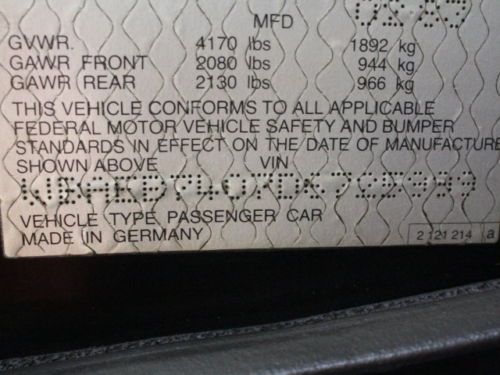 MFD
GVWR. 4170 lbs 1892 kg
GAWR FRONT 2080 lbs 944 kg
GAWR REAR 2130 lbs 966 kg
THIS VEHICLE CONFORMS TO ALL APPLICABLE
FEDERAL MOTOR VEHICLE SAFETY AND BUMPER
STANDARDS IN EFFECT ON THE DATE OF MANUFACTURE
SHOWN ABOVE VIN
VEHICLE TYPE PASSENGER CAR
MADE IN GERMANY
2 121 214 a